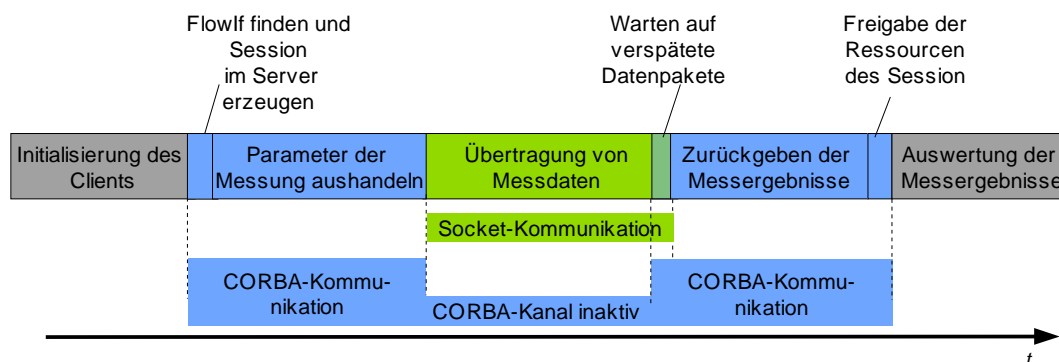 FlowIf finden und
Session
im Server
erzeugen
Warten auf
verspätete
Datenpakete
Freigabe der
Ressourcen
des Session
Initialisierung des
Clients
Parameter der
Messung aushandeln
Übertragung von
Messdaten
Zurückgeben der
Messergebnisse
Auswertung der
Messergebnisse
Socket-Kommunikation
CORBA-Kommu-
nikation
CORBA-Kanal inaktiv
CORBA-Kommu-
nikation
t